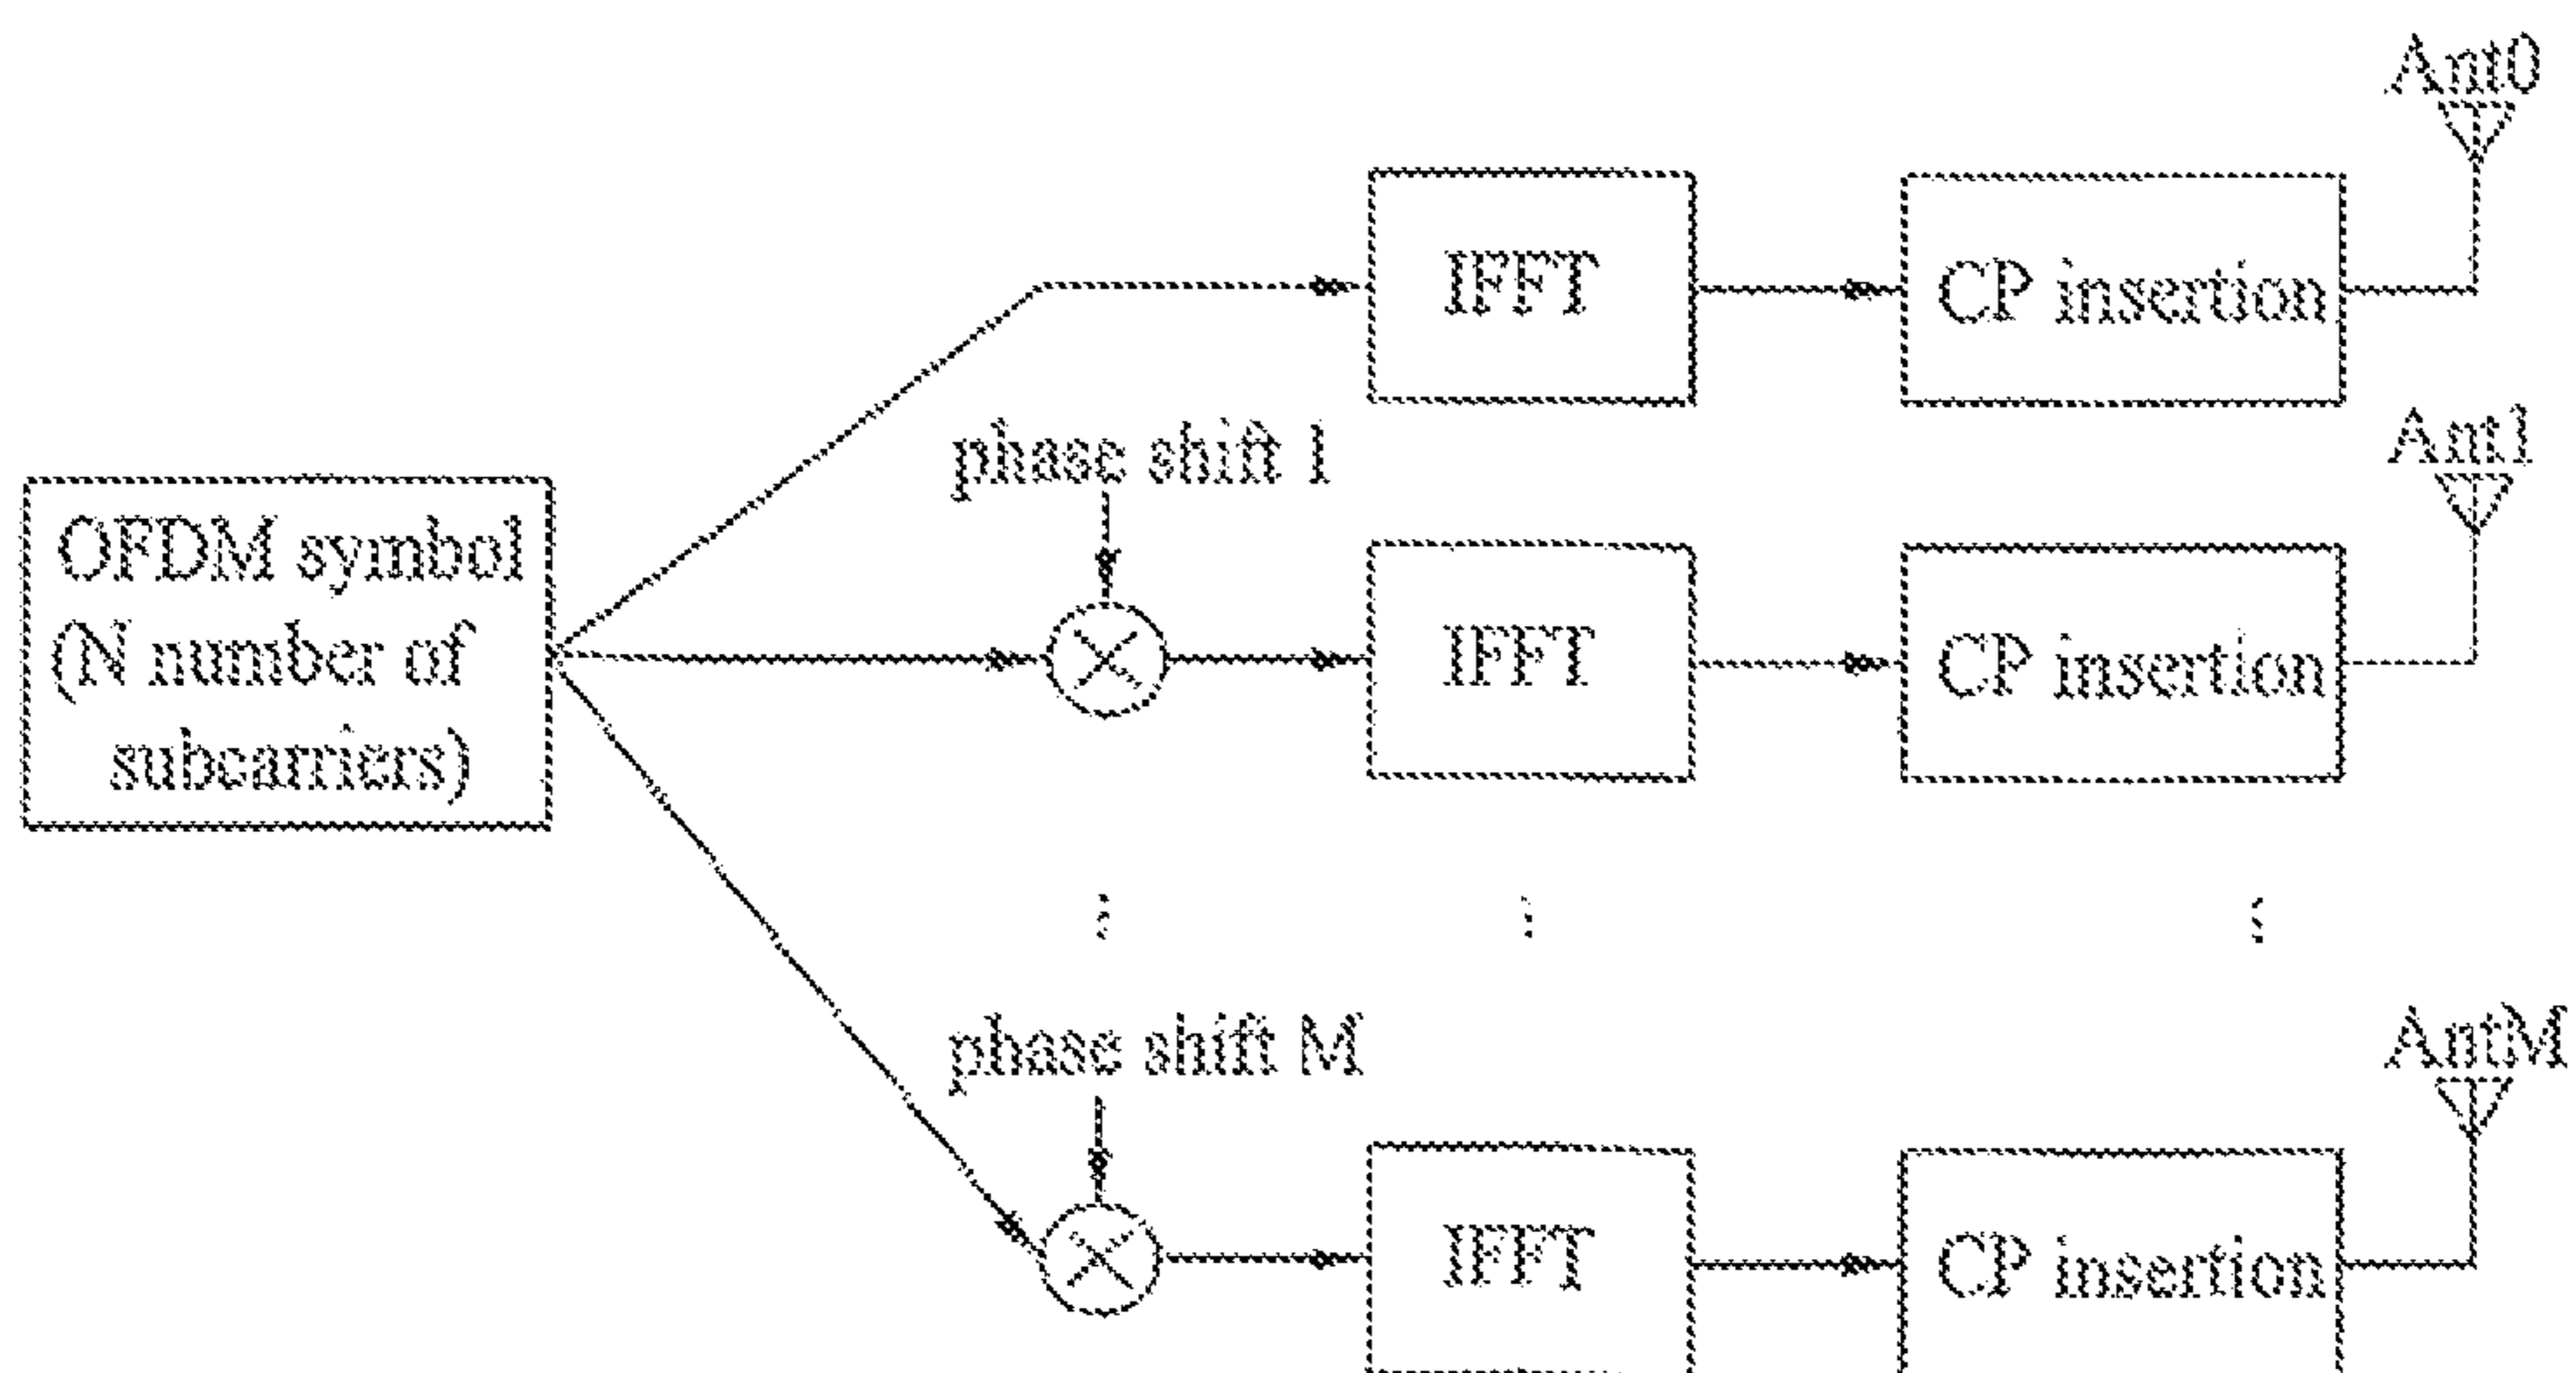 Ant0
IFFT
CP insertion
phase shift 1
Ant1
OFDM symbol
(N number of
subcarriers)
IFFT
CP insertion
phase shift M
AntM
IFFT
CP insertion